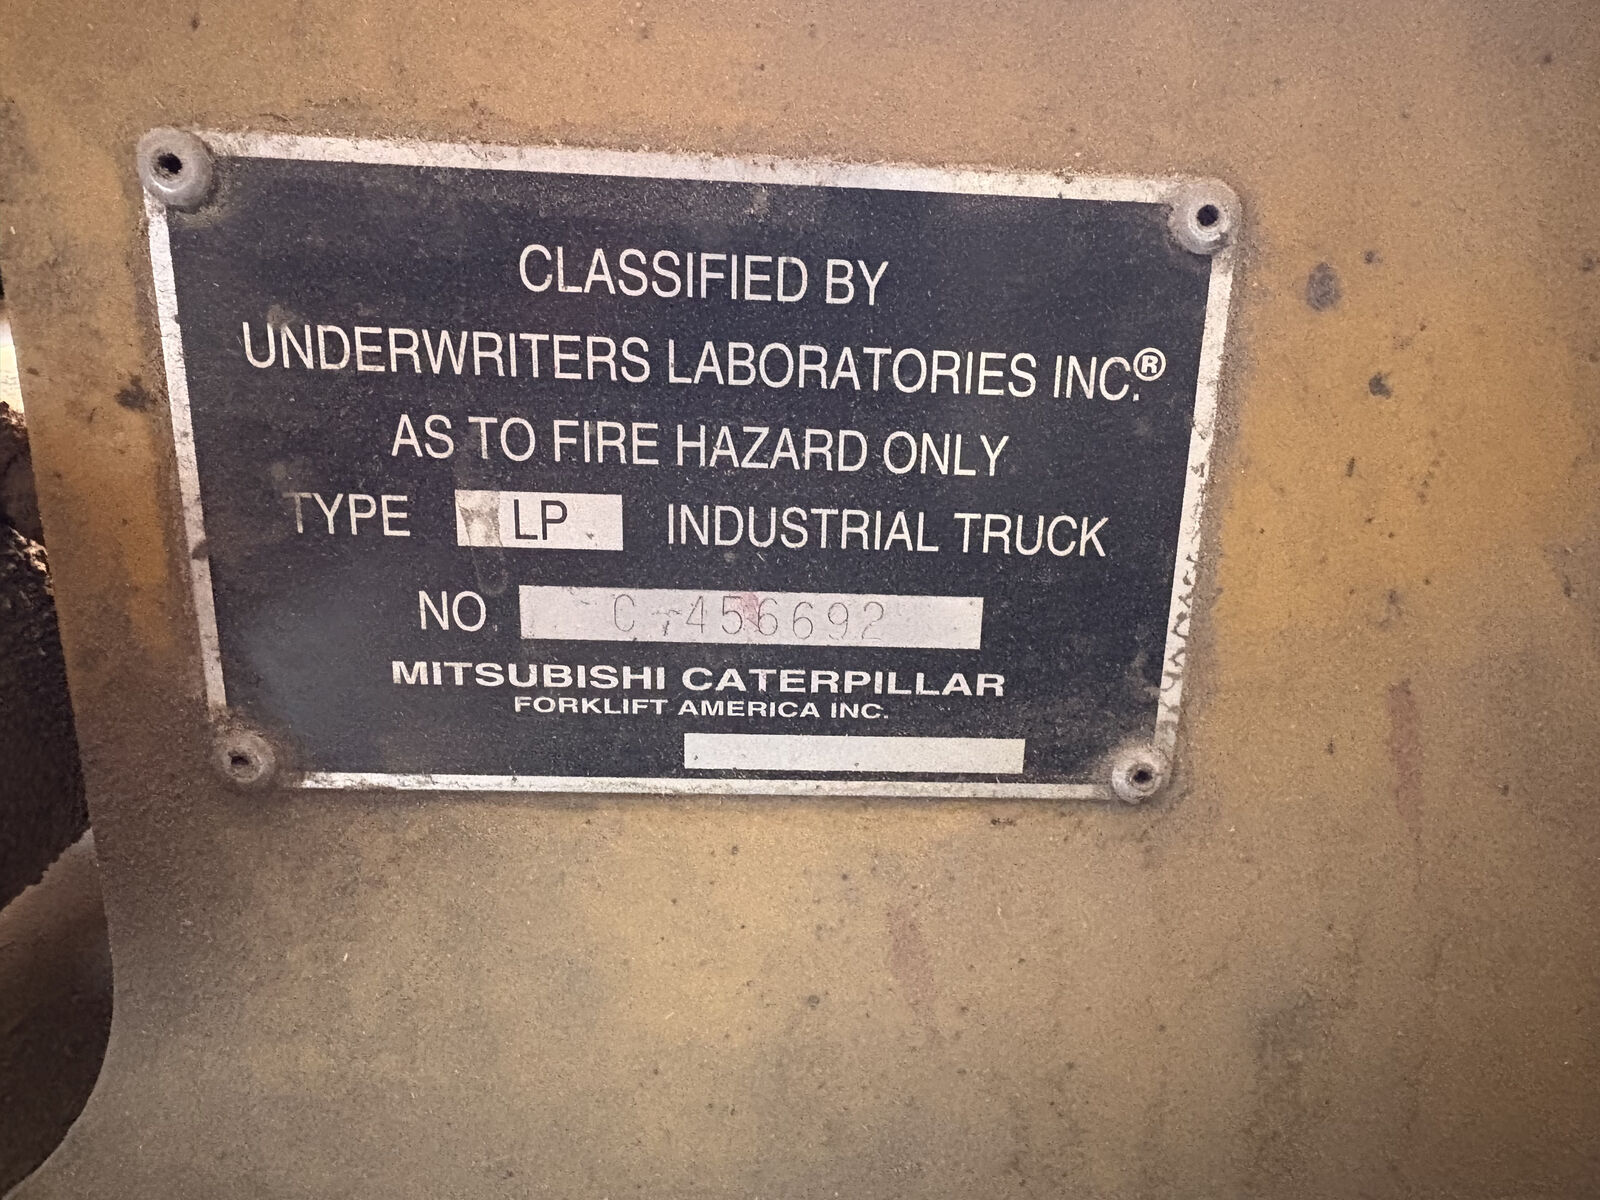 CLASSIFIED BY
UNDERWRITERS LABORATORIES INC.®
AS TO FIRE HAZARD ONLY
TYPE LP INDUSTRIAL TRUCK
NO C-456692
MITSUBISHI CATERPILLAR
FORKLIFT AMERICA INC.